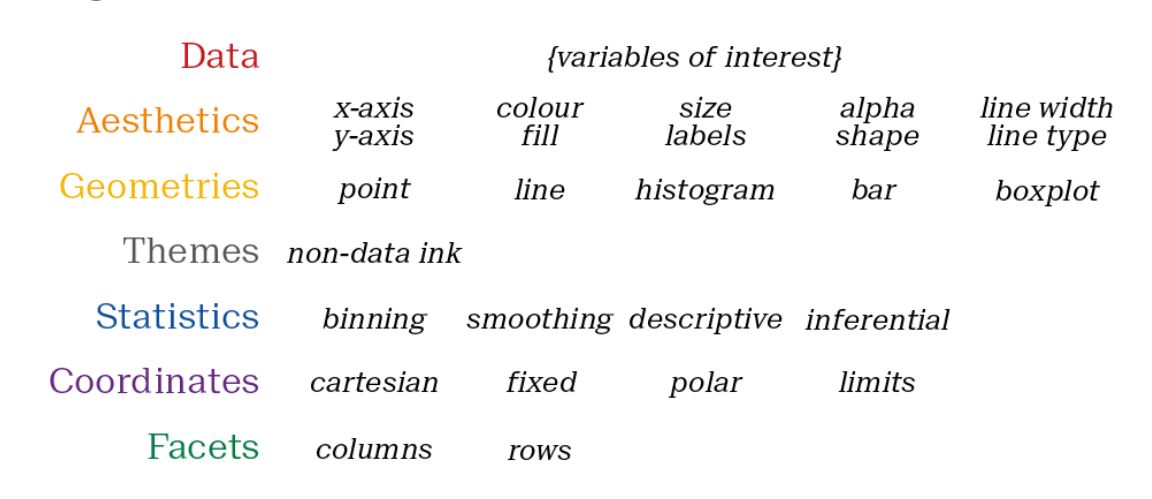 Data {variables of interest}
Aesthetics x-axis colour size alpha line width
y-axis fill labels shape line type
Geometries point line histogram bar boxplot
Themes non-data ink
Statistics binning smoothing descriptive inferential
Coordinates cartesian fixed polar limits
Facets columns rows